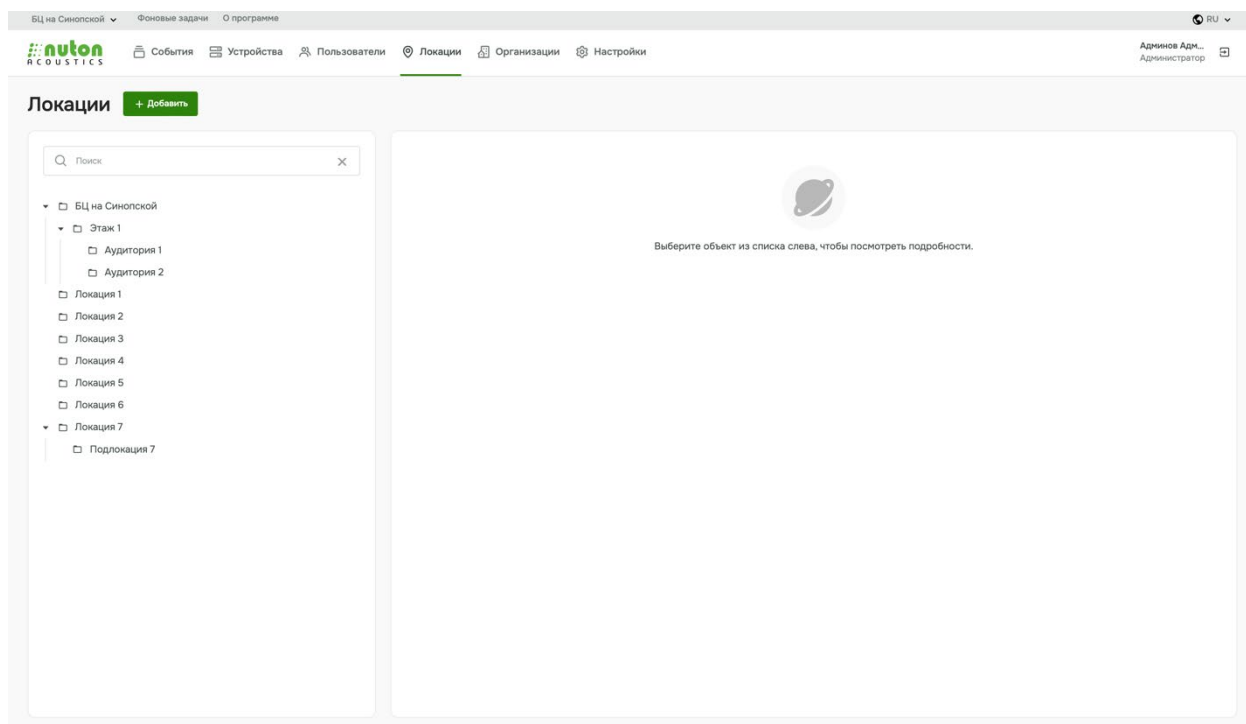 БЦ на Синопской Фоновые задачи О программе RU
nuton ACOUSTICS События Устройства Пользователи Локации Организации Настройки Админов Адм... Администратор
Локации + Добавить
Поиск
БЦ на Синопской
Этаж 1
Аудитория 1
Аудитория 2
Локация 1
Локация 2
Локация 3
Локация 4
Локация 5
Локация 6
Локация 7
Подлокация 7
Выберите объект из списка слева, чтобы посмотреть подробности.